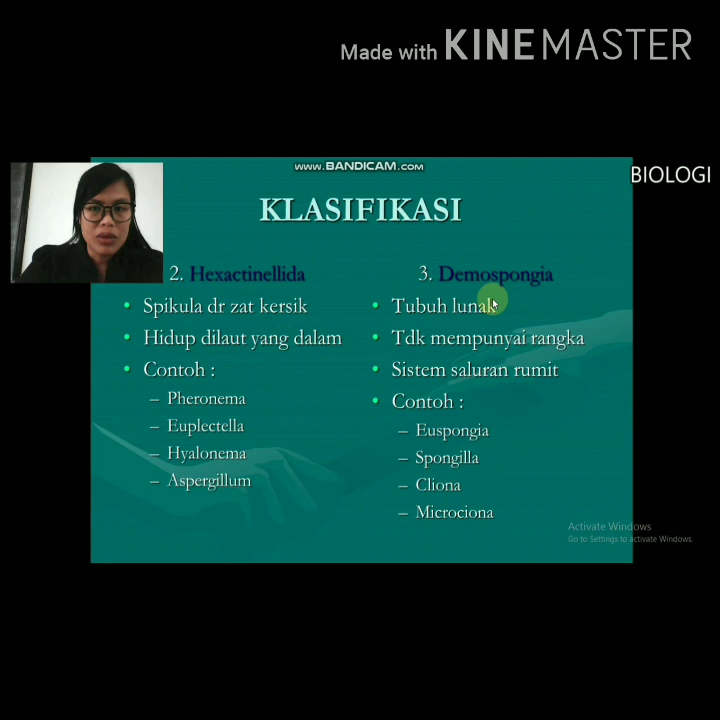 Made with KINEMASTER
www.BANDICAM.com
BIOLOGI
KLASIFIKASI
2. Hexactinellida
• Spikula dr zat kersik
• Hidup dilaut yang dalam
• Contoh :
– Pheronema
– Euplectella
– Hyalonema
– Aspergillum
3. Demospongia
• Tubuh lunak
• Tdk mempunyai rangka
• Sistem saluran rumit
• Contoh :
– Euspongia
– Spongilla
– Cliona
– Microciona
Activate Windows
Go to Settings to activate Windows.